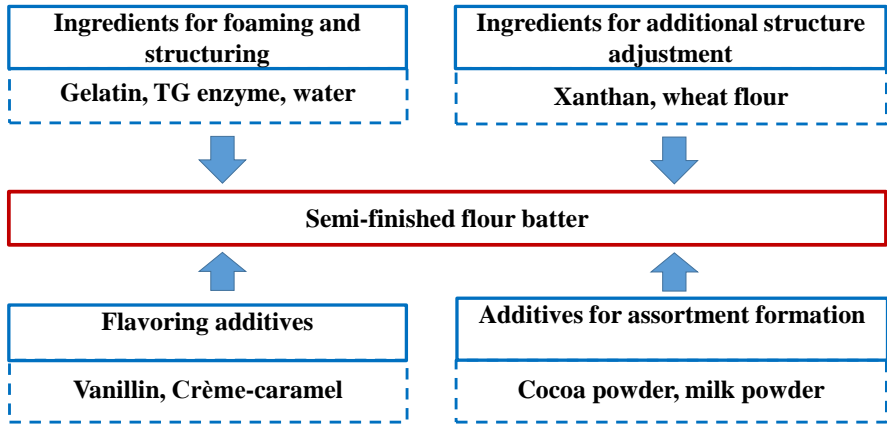 Ingredients for foaming and
structuring
Gelatin, TG enzyme, water
Ingredients for additional structure
adjustment
Xanthan, wheat flour
Semi-finished flour batter
Flavoring additives
Vanillin, Crème-caramel
Additives for assortment formation
Cocoa powder, milk powder